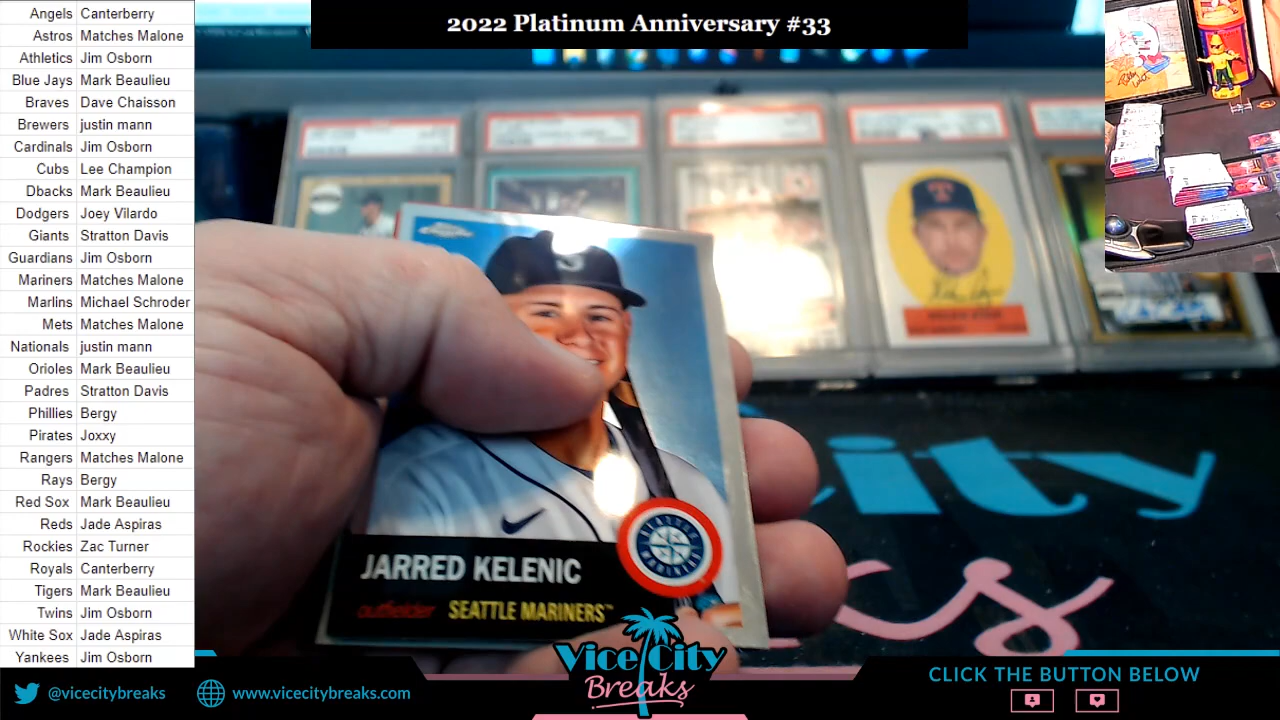 2022 Platinum Anniversary #33
Angels Canterberry
Astros Matches Malone
Athletics Jim Osborn
Blue Jays Mark Beaulieu
Braves Dave Chaisson
Brewers justin mann
Cardinals Jim Osborn
Cubs Lee Champion
Dbacks Mark Beaulieu
Dodgers Joey Vilardo
Giants Stratton Davis
Guardians Jim Osborn
Mariners Matches Malone
Marlins Michael Schroder
Mets Matches Malone
Nationals justin mann
Orioles Mark Beaulieu
Padres Stratton Davis
Phillies Bergy
Pirates Joxxy
Rangers Matches Malone
Rays Bergy
Red Sox Mark Beaulieu
Reds Jade Aspiras
Rockies Zac Turner
Royals Canterberry
Tigers Mark Beaulieu
Twins Jim Osborn
White Sox Jade Aspiras
Yankees Jim Osborn
JARRED KELENIC
outfielder SEATTLE MARINERS™
SEATTLE
MARINERS
city
Vice City
Breaks
@vicecitybreaks
www.vicecitybreaks.com
CLICK THE BUTTON BELOW